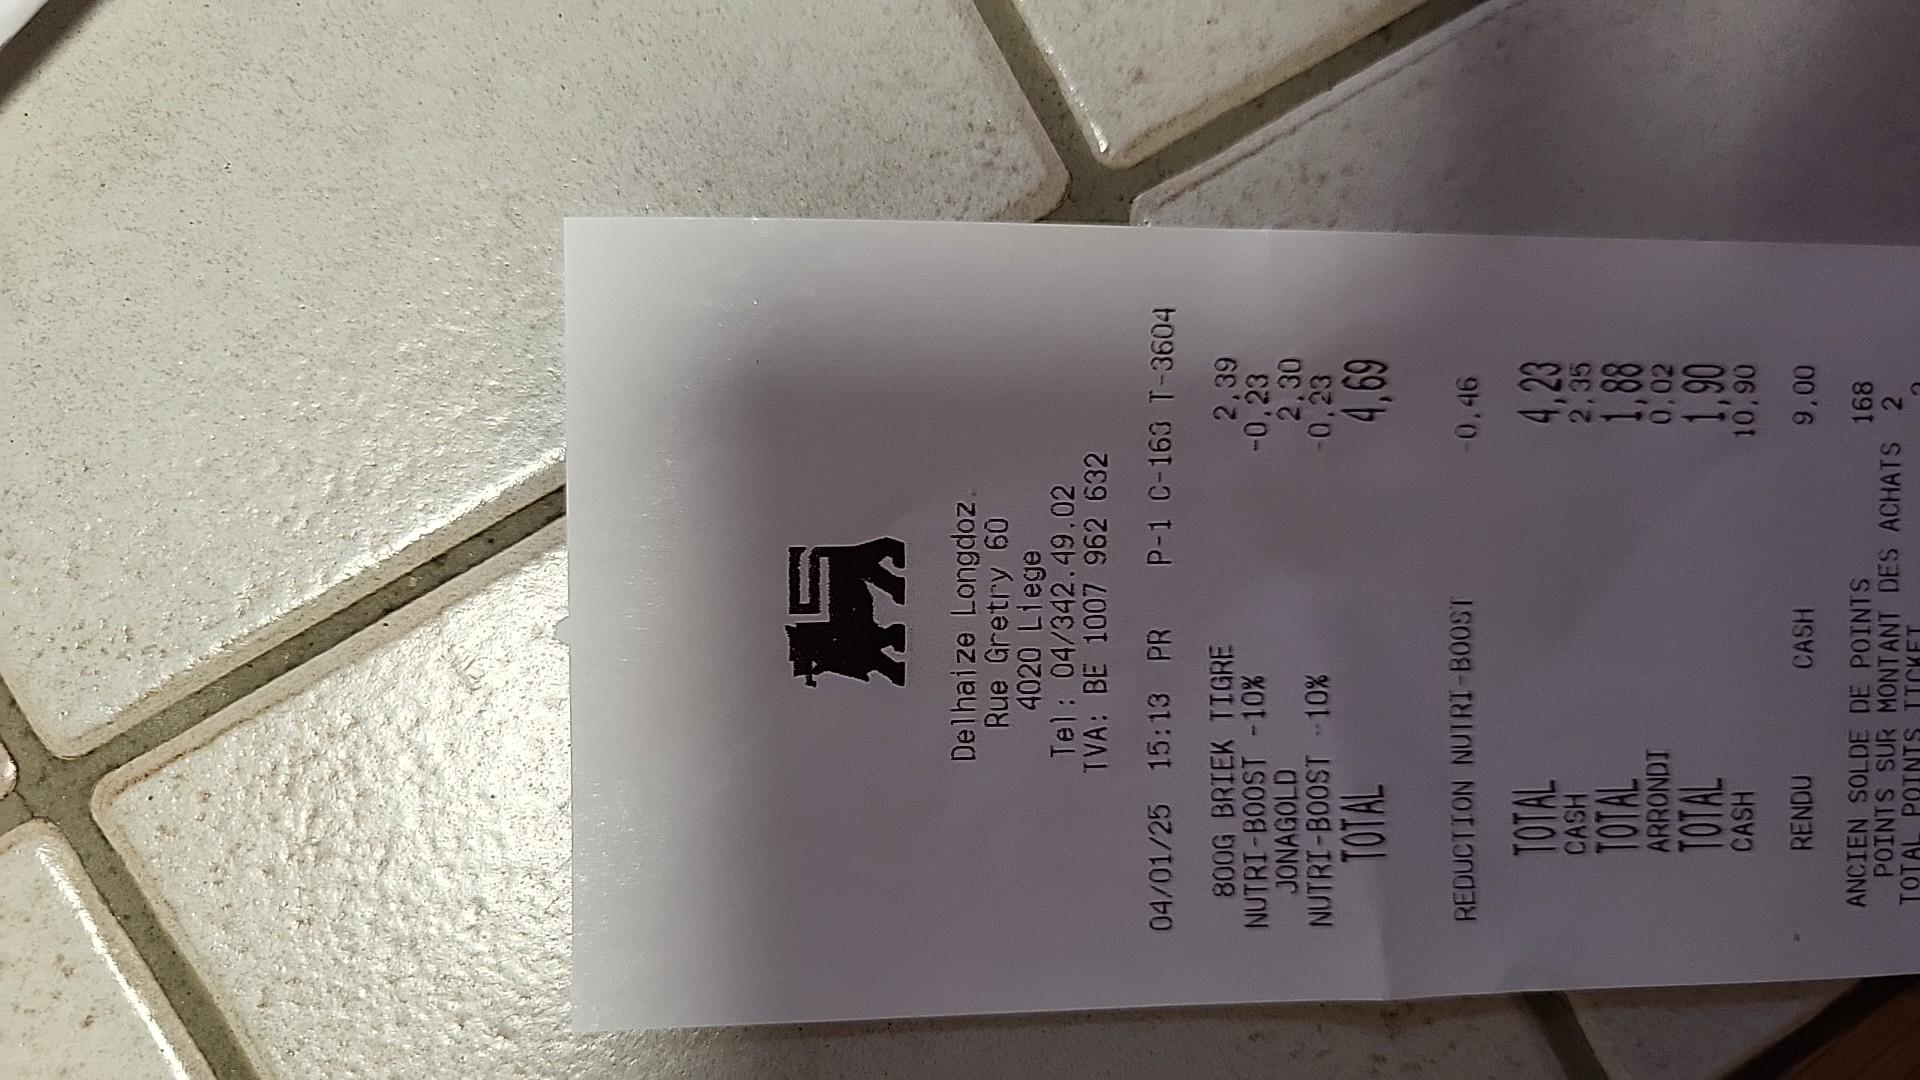 Delhaize Longdoz.
Rue Gretry 60
4020 Liege
Tel: 04/342.49.02
TVA: BE 1007 962 632
04/01/25 15:13 PR P-1 C-163 T-3604
800G BRIEK TIGRE 2,39
NUTRI-BOOST -10% -0,23
JONAGOLD 2,30
NUTRI-BOOST -10% -0,23
TOTAL 4,69
REDUCTION NUTRI-BOOST -0,46
TOTAL 4,23
CASH 2,35
TOTAL 1,88
ARRONDI 0,02
TOTAL 1,90
CASH 10,90
RENDU CASH 9,00
ANCIEN SOLDE DE POINTS 168
POINTS SUR MONTANT DES ACHATS 2
TOTAL POINTS TICKET